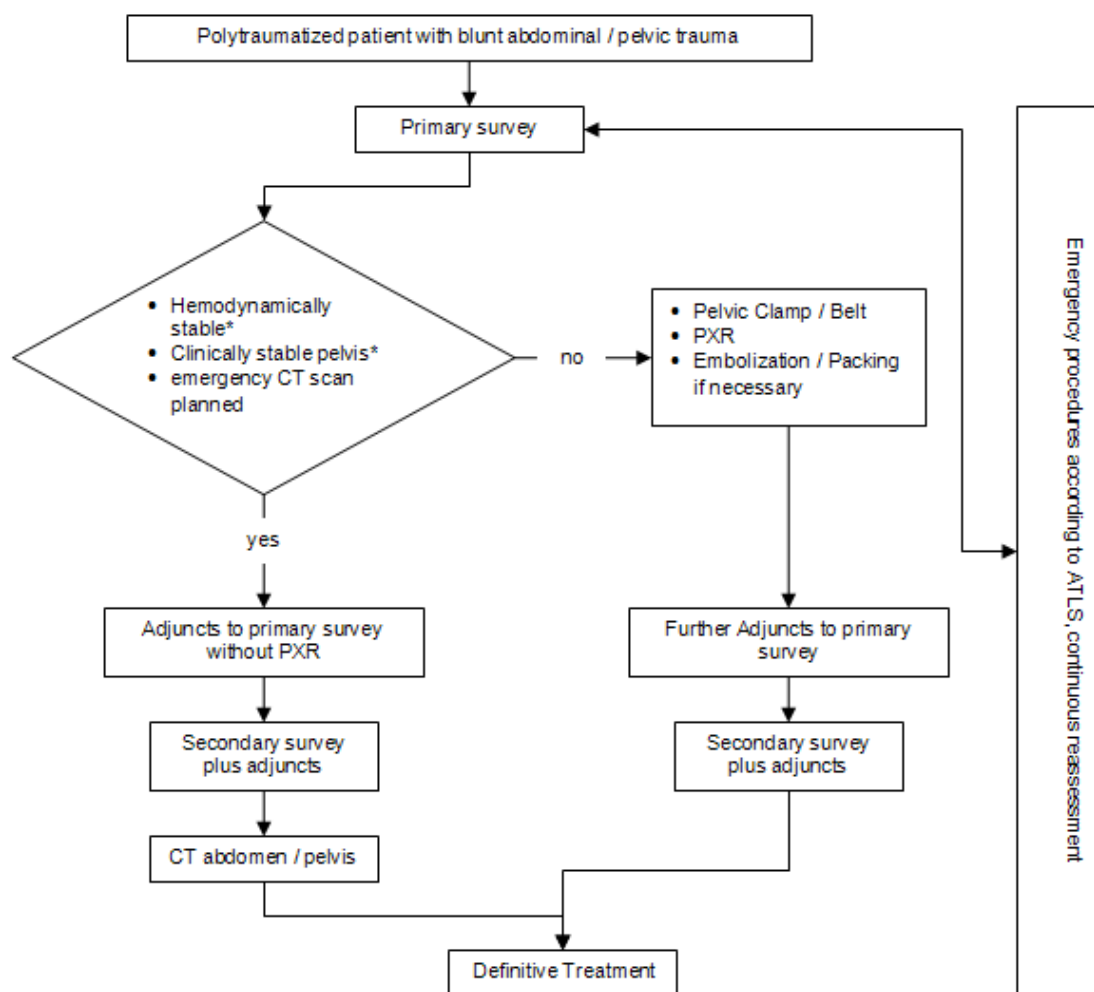 Polytraumatized patient with blunt abdominal / pelvic trauma
Primary survey
• Hemodynamically
stable*
• Clinically stable pelvis*
• emergency CT scan
planned
no
• Pelvic Clamp / Belt
• PXR
• Embolization / Packing
if necessary
yes
Adjuncts to primary survey
without PXR
Further Adjuncts to primary
survey
Secondary survey
plus adjuncts
Secondary survey
plus adjuncts
CT abdomen / pelvis
Definitive Treatment
Emergency procedures according to ATLS, continuous reassessment